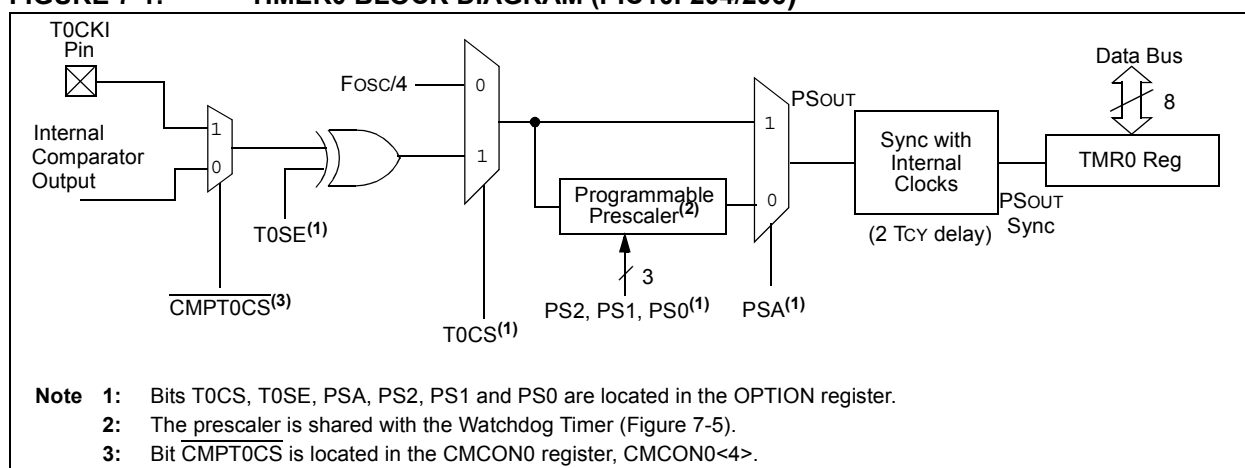 FIGURE 7-1: TIMER0 BLOCK DIAGRAM (PIC10F204/206)
T0CKI
Pin
FOSC/4
0
1
Internal
Comparator
Output
1
0
T0SE(1)
CMPT0CS(3)
T0CS(1)
Programmable
Prescaler(2)
3
PS2, PS1, PS0(1)
1
0
PSA(1)
PSOUT
Sync with
Internal
Clocks
(2 TCY delay)
PSOUT
Sync
Data Bus
8
TMR0 Reg
Note 1: Bits T0CS, T0SE, PSA, PS2, PS1 and PS0 are located in the OPTION register.
2: The prescaler is shared with the Watchdog Timer (Figure 7-5).
3: Bit CMPT0CS is located in the CMCON0 register, CMCON0<4>.